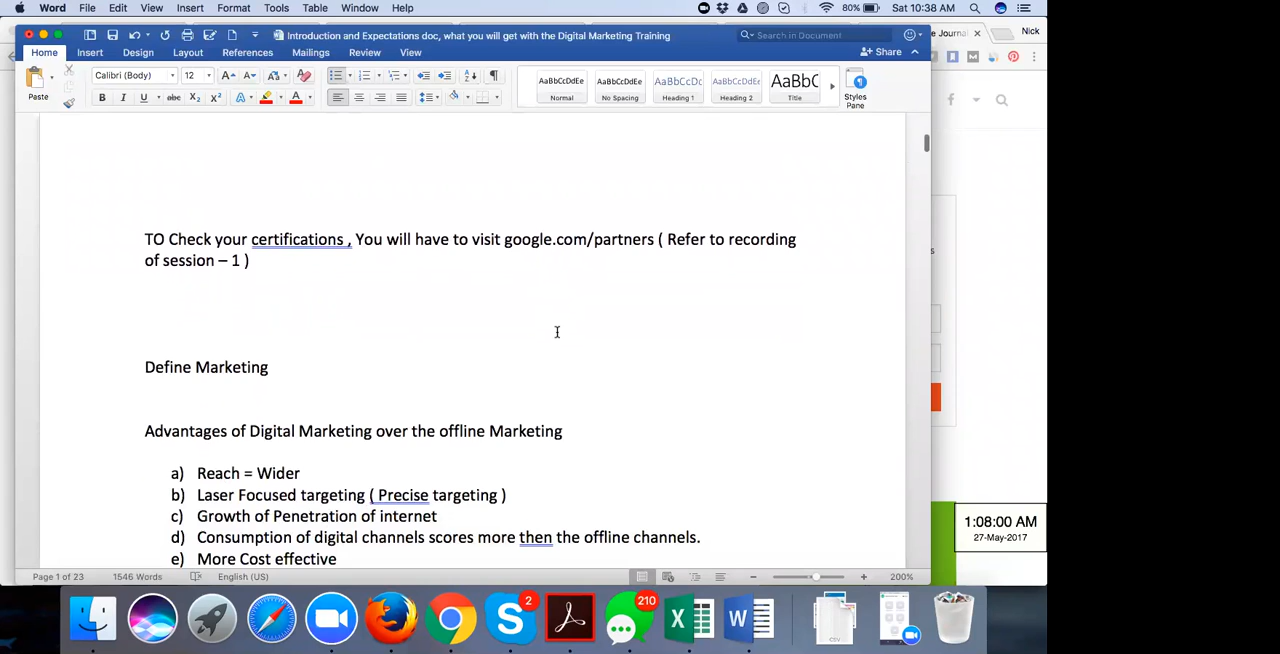 Word File Edit View Insert Format Tools Table Window Help 80% Sat 10:38 AM
Introduction and Expectations doc, what you will get with the Digital Marketing Training
Search in Document
e Journal
Nick
Home Insert Design Layout References Mailings Review View
Share
Paste
Calibri (Body) 12
AaBbCcDdEe AaBbCcDdEe AaBbCcDc AaBbCcDdEe AaBbC
Normal No Spacing Heading 1 Heading 2 Title
Styles
Pane
TO Check your certifications , You will have to visit google.com/partners ( Refer to recording
of session – 1 )
Define Marketing
Advantages of Digital Marketing over the offline Marketing
a) Reach = Wider
b) Laser Focused targeting ( Precise targeting )
c) Growth of Penetration of internet
d) Consumption of digital channels scores more then the offline channels.
e) More Cost effective
1:08:00 AM
27-May-2017
Page 1 of 23 1546 Words English (US) 200%
2
210
CSV